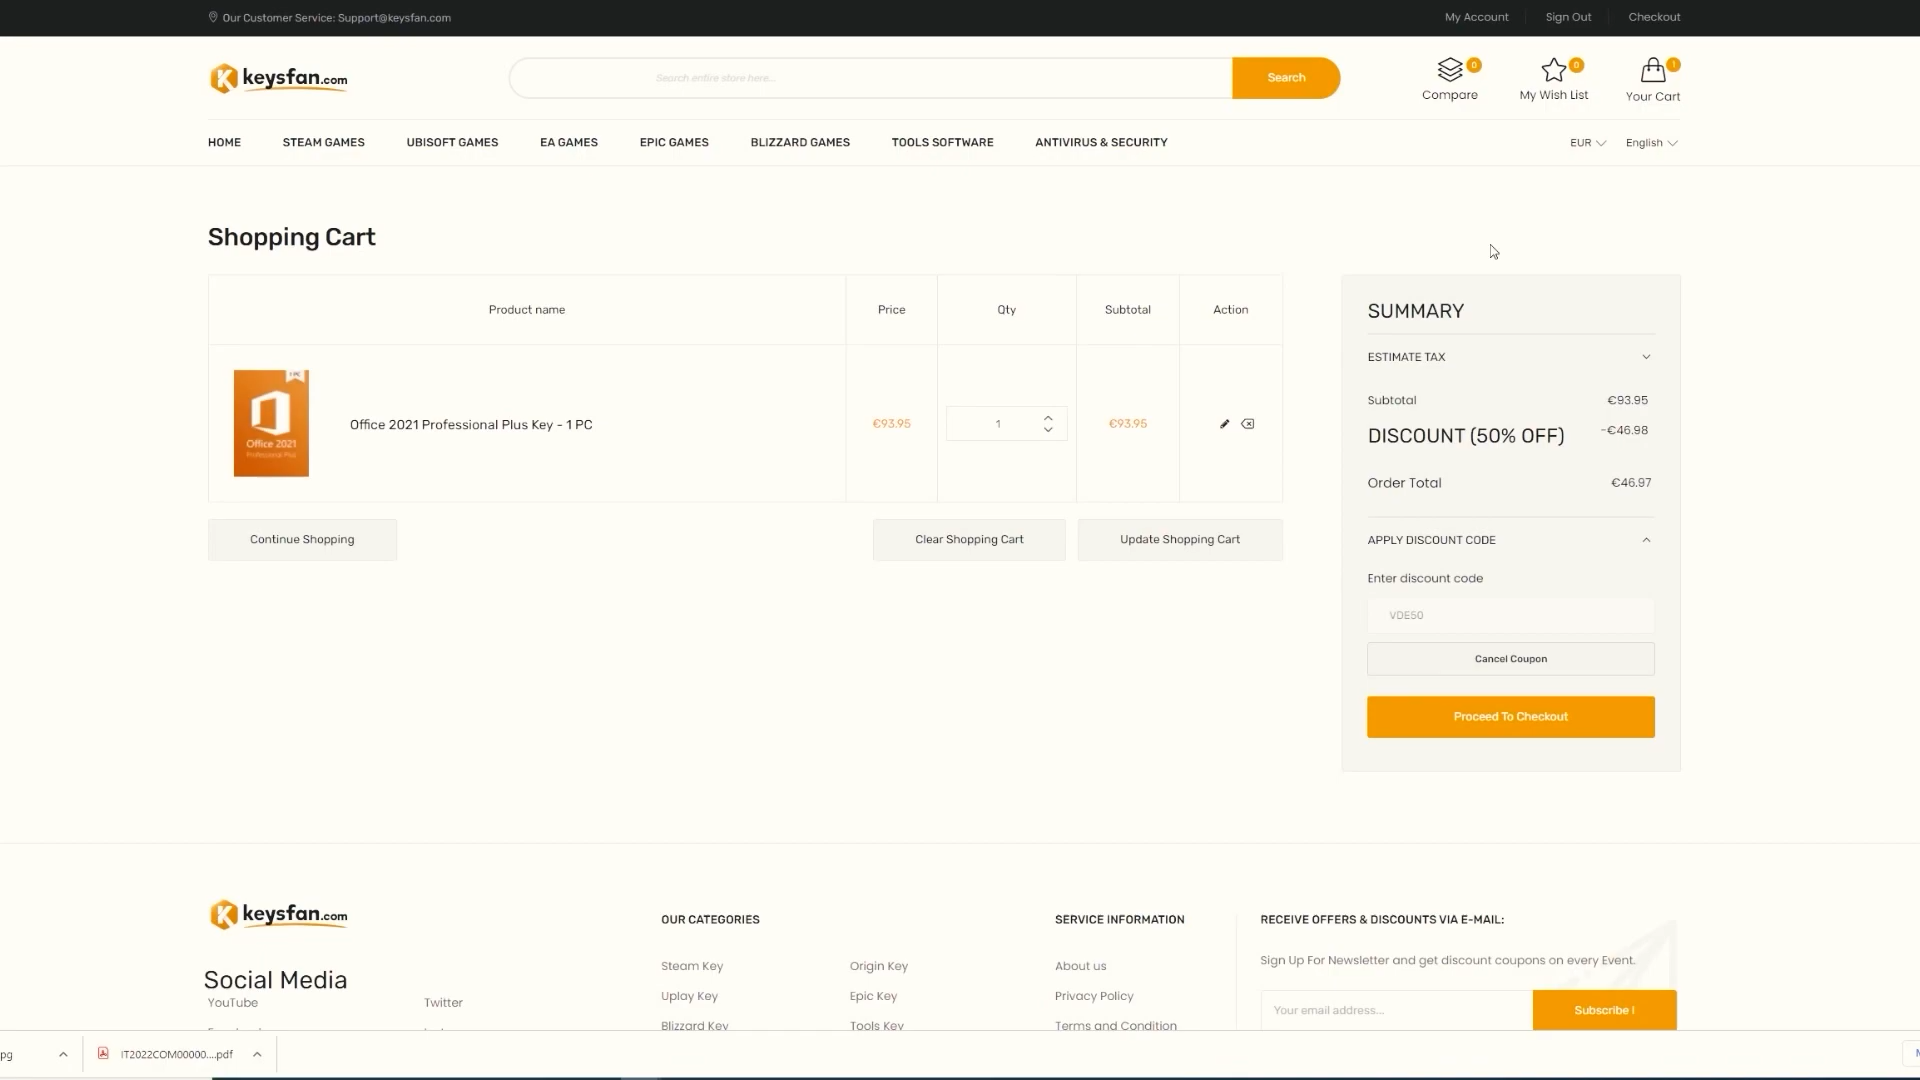 Our Customer Service: Support@keysfan.com
My Account
Sign Out
Checkout
keysfan.com
Search entire store here...
Search
0
Compare
0
My Wish List
1
Your Cart
HOME
STEAM GAMES
UBISOFT GAMES
EA GAMES
EPIC GAMES
BLIZZARD GAMES
TOOLS SOFTWARE
ANTIVIRUS & SECURITY
EUR
English
Shopping Cart
Product name
Price
Qty
Subtotal
Action
Office 2021
Professional Plus
Office 2021 Professional Plus Key - 1 PC
€93.95
1
€93.95
Continue Shopping
Clear Shopping Cart
Update Shopping Cart
SUMMARY
ESTIMATE TAX
Subtotal
€93.95
DISCOUNT (50% OFF)
-€46.98
Order Total
€46.97
APPLY DISCOUNT CODE
Enter discount code
VDE50
Cancel Coupon
Proceed To Checkout
keysfan.com
Social Media
YouTube
Twitter
OUR CATEGORIES
Steam Key
Origin Key
Uplay Key
Epic Key
Blizzard Key
Tools Key
SERVICE INFORMATION
About us
Privacy Policy
Terms and Condition
RECEIVE OFFERS & DISCOUNTS VIA E-MAIL:
Sign Up For Newsletter and get discount coupons on every Event.
Your email address...
Subscribe !
pg
IT2022COM00000....pdf